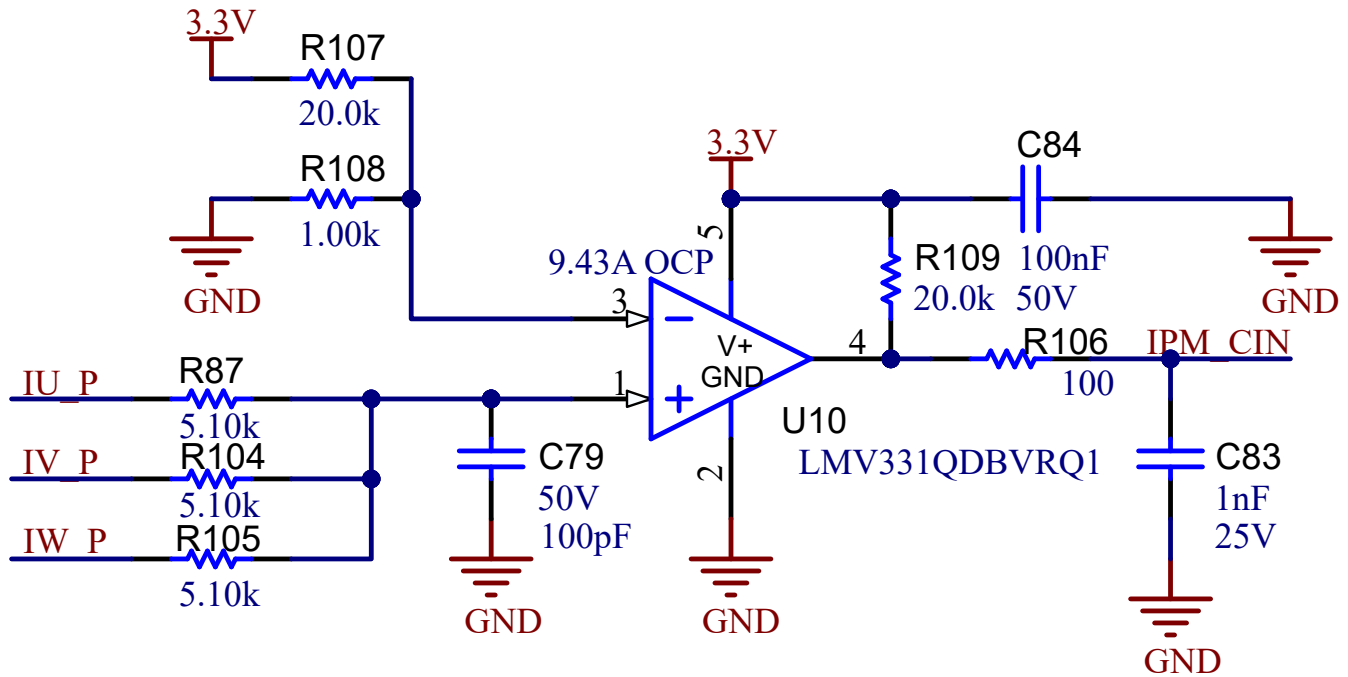 3.3V
R107
20.0k
R108
1.00k
GND
3.3V
C84
100nF
50V
GND
R109
20.0k
9.43A OCP
5
3
V+
GND
4
1
2
U10
LMV331QDBVRQ1
R106
100
IPM_CIN
C83
1nF
25V
GND
IU_P
R87
5.10k
IV_P
R104
5.10k
IW_P
R105
5.10k
C79
50V
100pF
GND
GND